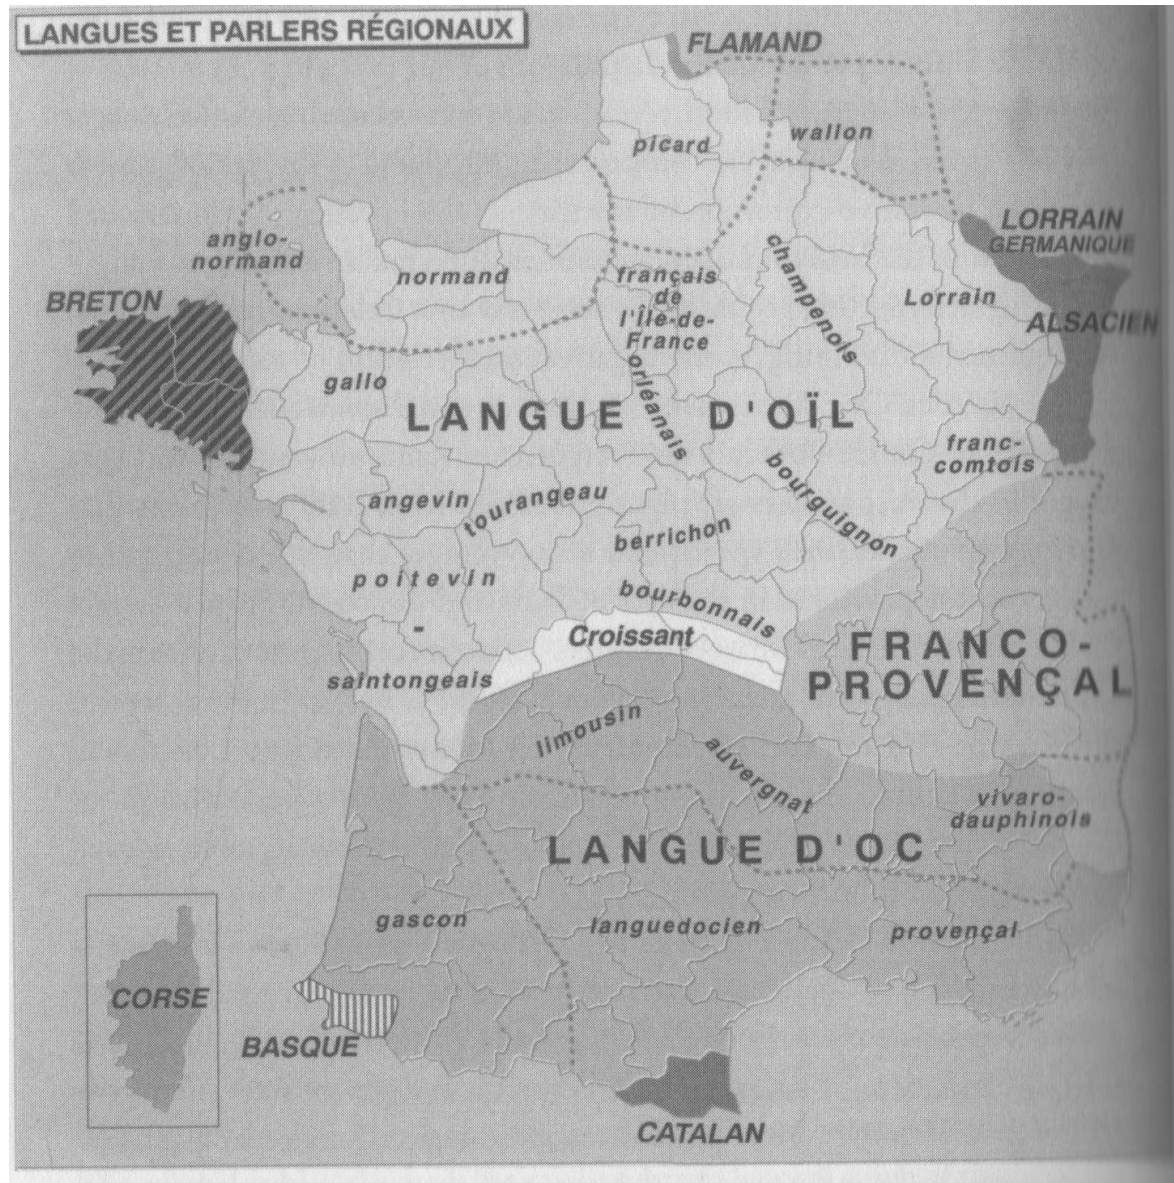 LANGUES ET PARLERS RÉGIONAUX
FLAMAND
picard
wallon
LORRAIN
GERMANIQUE
anglo-
normand
normand
français
de
l'Île-de-
France
champenois
Lorrain
BRETON
ALSACIEN
gallo
orléanais
LANGUE D'OÏL
franc-
comtois
angevin
tourangeau
bourguignon
berrichon
poitevin
-
bourbonnais
Croissant
FRANCO-
PROVENÇAL
saintongeais
limousin
auvergnat
vivaro-
dauphinois
LANGUE D'OC
gascon
languedocien
provençal
CORSE
BASQUE
CATALAN